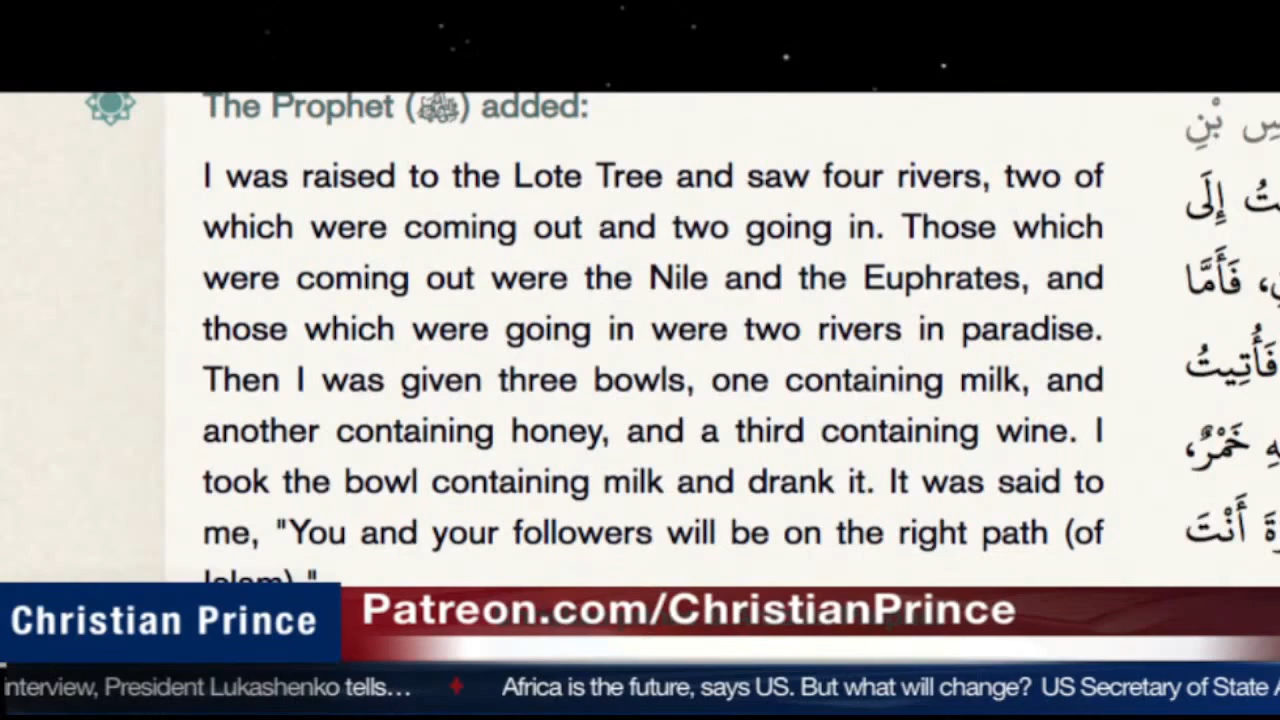 The Prophet (ﷺ) added:
I was raised to the Lote Tree and saw four rivers, two of
which were coming out and two going in. Those which
were coming out were the Nile and the Euphrates, and
those which were going in were two rivers in paradise.
Then I was given three bowls, one containing milk, and
another containing honey, and a third containing wine. I
took the bowl containing milk and drank it. It was said to
me, "You and your followers will be on the right path (of
Islam)."
بْنِ
إِلَى
فَأَمَّا
فَأُتِيتُ
خَمْرٌ،
أَنْتَ
Christian Prince
Patreon.com/ChristianPrince
interview, President Lukashenko tells... Africa is the future, says US. But what will change? US Secretary of State